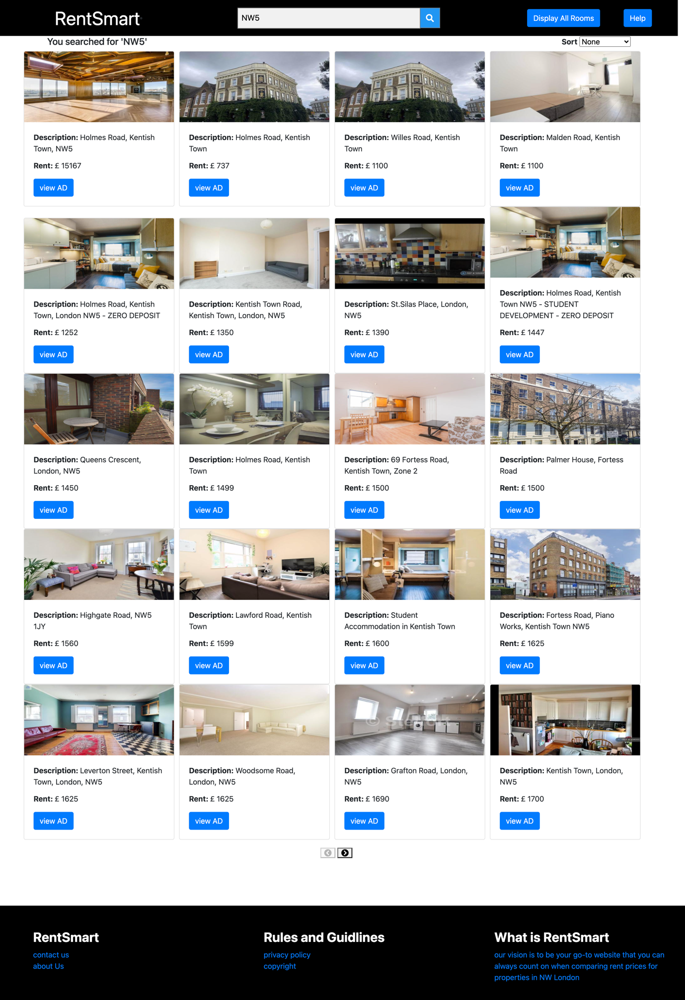 RentSmart
NW5
Display All Rooms
Help
You searched for 'NW5'
Sort None
Description: Holmes Road, Kentish
Town, NW5
Rent: £ 15167
view AD
Description: Holmes Road, Kentish
Town
Rent: £ 737
view AD
Description: Willes Road, Kentish
Town
Rent: £ 1100
view AD
Description: Malden Road, Kentish
Town
Rent: £ 1100
view AD
Description: Holmes Road, Kentish
Town, London NW5 - ZERO DEPOSIT
Rent: £ 1252
view AD
Description: Kentish Town Road,
Kentish Town, London, NW5
Rent: £ 1350
view AD
Description: St.Silas Place, London,
NW5
Rent: £ 1390
view AD
Description: Holmes Road, Kentish
Town NW5 - STUDENT
DEVELOPMENT - ZERO DEPOSIT
Rent: £ 1447
view AD
Description: Queens Crescent,
London, NW5
Rent: £ 1450
view AD
Description: Holmes Road, Kentish
Town
Rent: £ 1499
view AD
Description: 69 Fortess Road,
Kentish Town, Zone 2
Rent: £ 1500
view AD
Description: Palmer House, Fortess
Road
Rent: £ 1500
view AD
Description: Highgate Road, NW5
1JY
Rent: £ 1560
view AD
Description: Lawford Road, Kentish
Town
Rent: £ 1599
view AD
Description: Student
Accommodation in Kentish Town
Rent: £ 1600
view AD
Description: Fortess Road, Piano
Works, Kentish Town NW5
Rent: £ 1625
view AD
Description: Leverton Street, Kentish
Town, London, NW5
Rent: £ 1625
view AD
Description: Woodsome Road,
London, NW5
Rent: £ 1625
view AD
Description: Grafton Road, London,
NW5
Rent: £ 1690
view AD
Description: Kentish Town, London,
NW5
Rent: £ 1700
view AD
RentSmart
contact us
about Us
Rules and Guidlines
privacy policy
copyright
What is RentSmart
our vision is to be your go-to website that you can
always count on when comparing rent prices for
properties in NW London